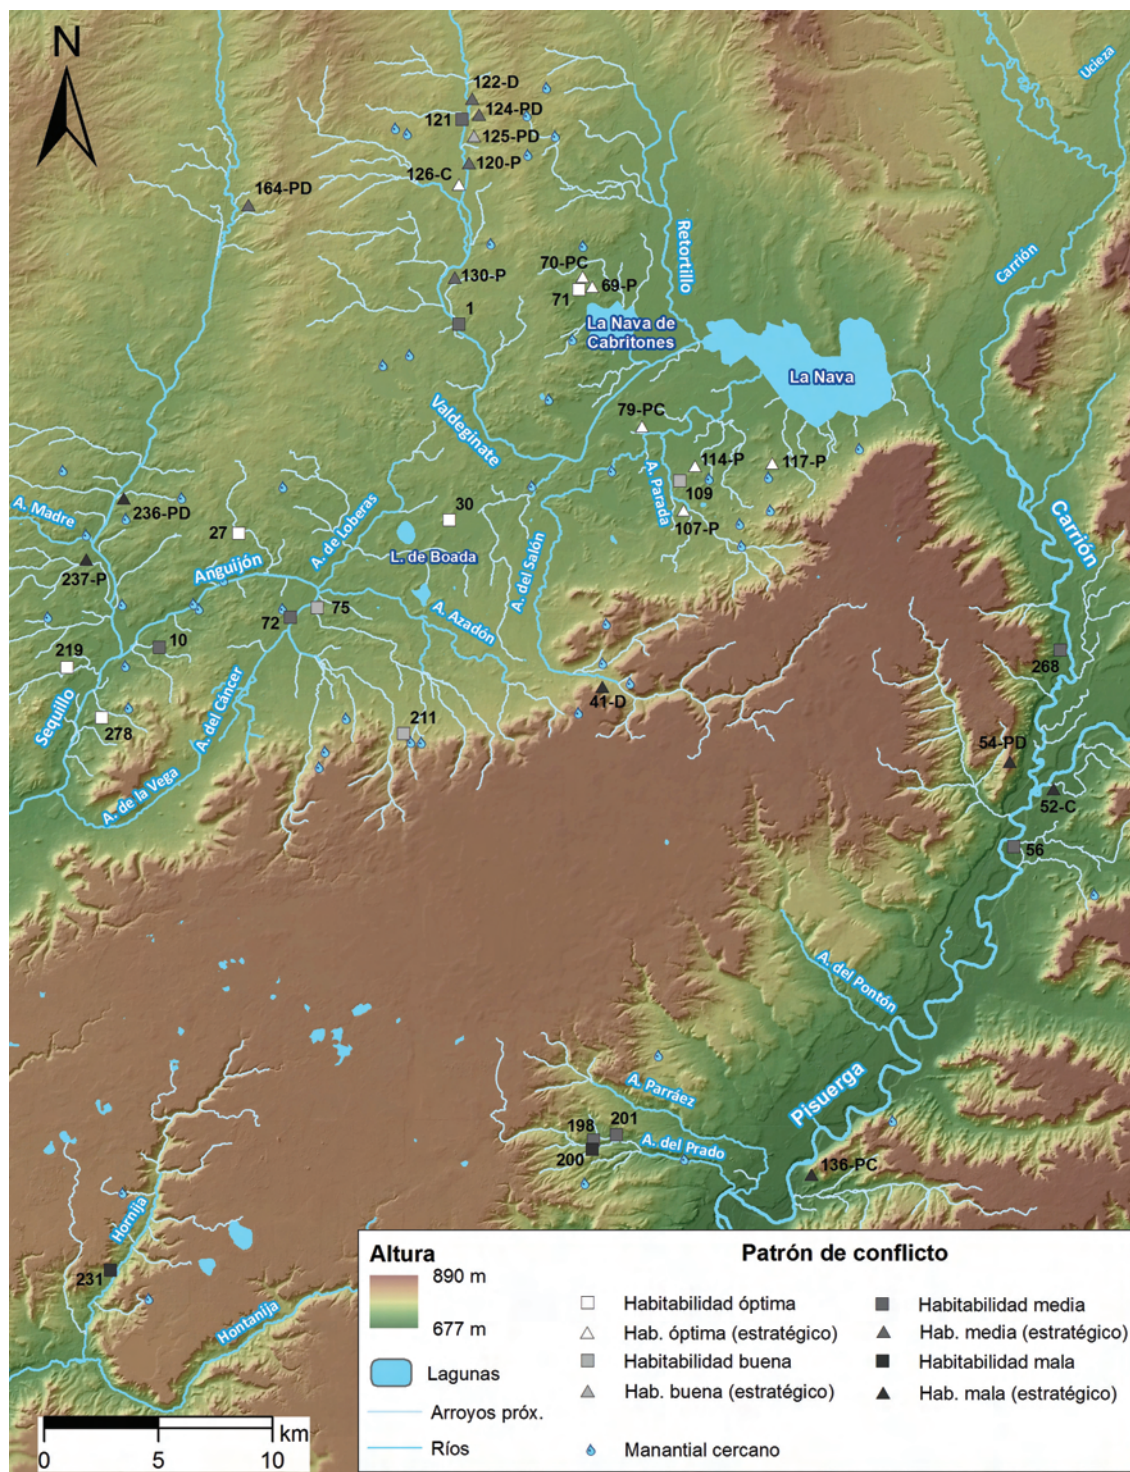 N
Ucieza
122-D
124-PD
121
125-PD
120-P
126-C
164-PD
Retortillo
Carrión
70-PC
130-P
69-P
71
1
La Nava de
Cabritones
La Nava
Valdeginate
79-PC
114-P
117-P
A. Parada
109
107-P
236-PD
A. Madre
27
30
A. de Loberas
L. de Boada
Carrión
237-P
Anguijón
A. del Salón
75
72
A. Azadón
10
219
268
Sequillo
278
A. del Cáncer
41-D
211
54-PD
A. de la Vega
52-C
56
A. del Pontón
A. Parráez
Pisuerga
198
201
A. del Prado
200
136-PC
Hornija
231
Hontanija
Altura
890 m
677 m
Lagunas
Arroyos próx.
Ríos
Patrón de conflicto
Habitabilidad óptima
Hab. óptima (estratégico)
Habitabilidad buena
Hab. buena (estratégico)
Habitabilidad media
Hab. media (estratégico)
Habitabilidad mala
Hab. mala (estratégico)
Manantial cercano
km
0 5 10